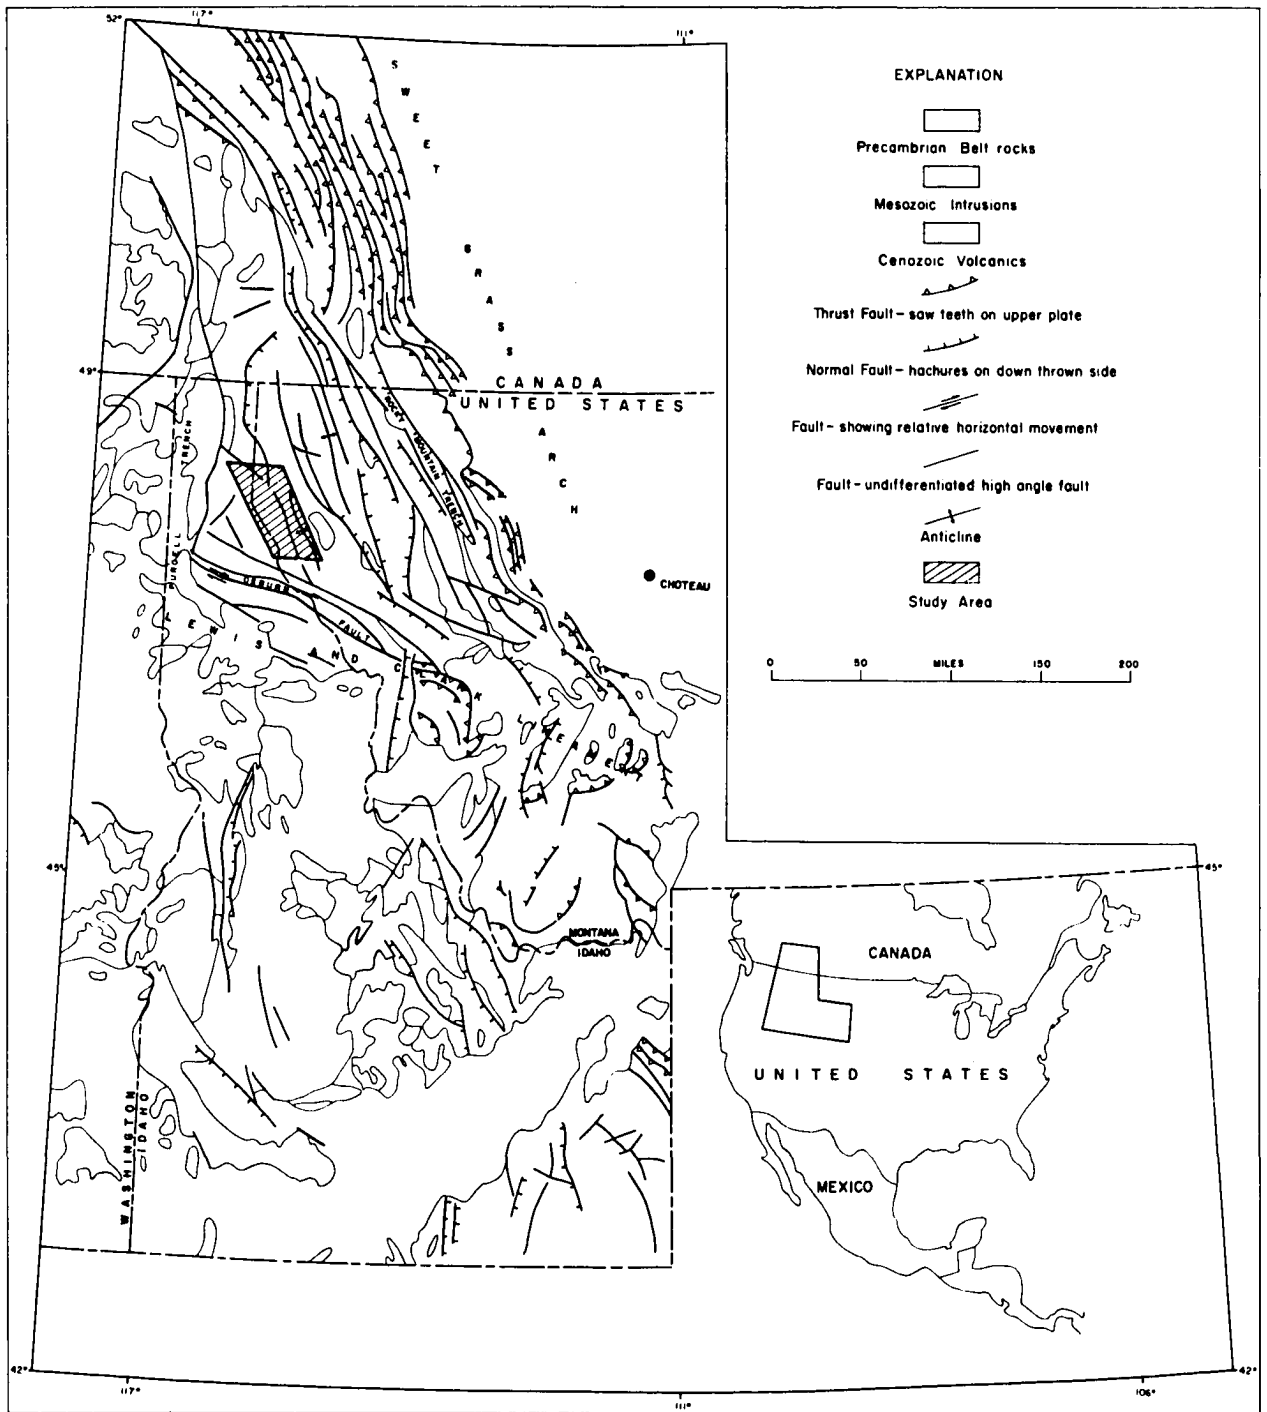 52°
117°
111°
SWEET GRASS ARCH
EXPLANATION
Precambrian Belt rocks
Mesozoic Intrusions
Cenozoic Volcanics
Thrust Fault – saw teeth on upper plate
Normal Fault – hachures on down thrown side
Fault – showing relative horizontal movement
Fault – undifferentiated high angle fault
Anticline
Study Area
0 50 MILES 150 200
49°
CANADA
UNITED STATES
ROCKY MOUNTAIN TRENCH
PURCELL TRENCH
CHOTEAU
OSBURN FAULT
LEWIS AND CLARK
LINEAMENT
45°
45°
MONTANA
IDAHO
WASHINGTON
IDAHO
CANADA
UNITED STATES
MEXICO
42°
42°
117°
111°
106°